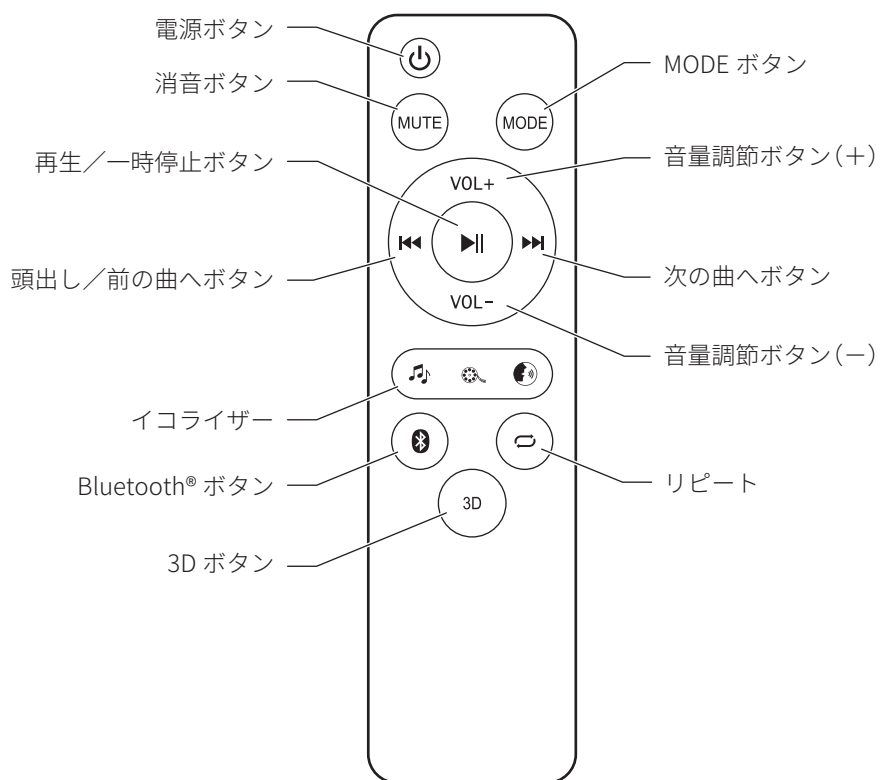 電源ボタン
消音ボタン
再生／一時停止ボタン
頭出し／前の曲へボタン
イコライザー
Bluetooth® ボタン
3D ボタン
MUTE
MODE
VOL+
VOL-
3D
MODE ボタン
音量調節ボタン（＋）
次の曲へボタン
音量調節ボタン（－）
リピート